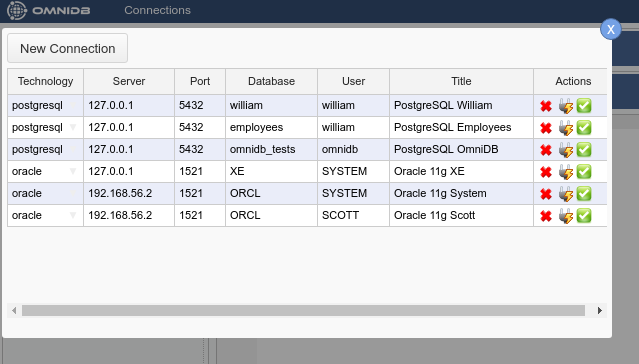 OMNIDB Connections
X
New Connection
Technology Server Port Database User Title Actions
postgresql 127.0.0.1 5432 william william PostgreSQL William
postgresql 127.0.0.1 5432 employees william PostgreSQL Employees
postgresql 127.0.0.1 5432 omnidb_tests omnidb PostgreSQL OmniDB
oracle 127.0.0.1 1521 XE SYSTEM Oracle 11g XE
oracle 192.168.56.2 1521 ORCL SYSTEM Oracle 11g System
oracle 192.168.56.2 1521 ORCL SCOTT Oracle 11g Scott